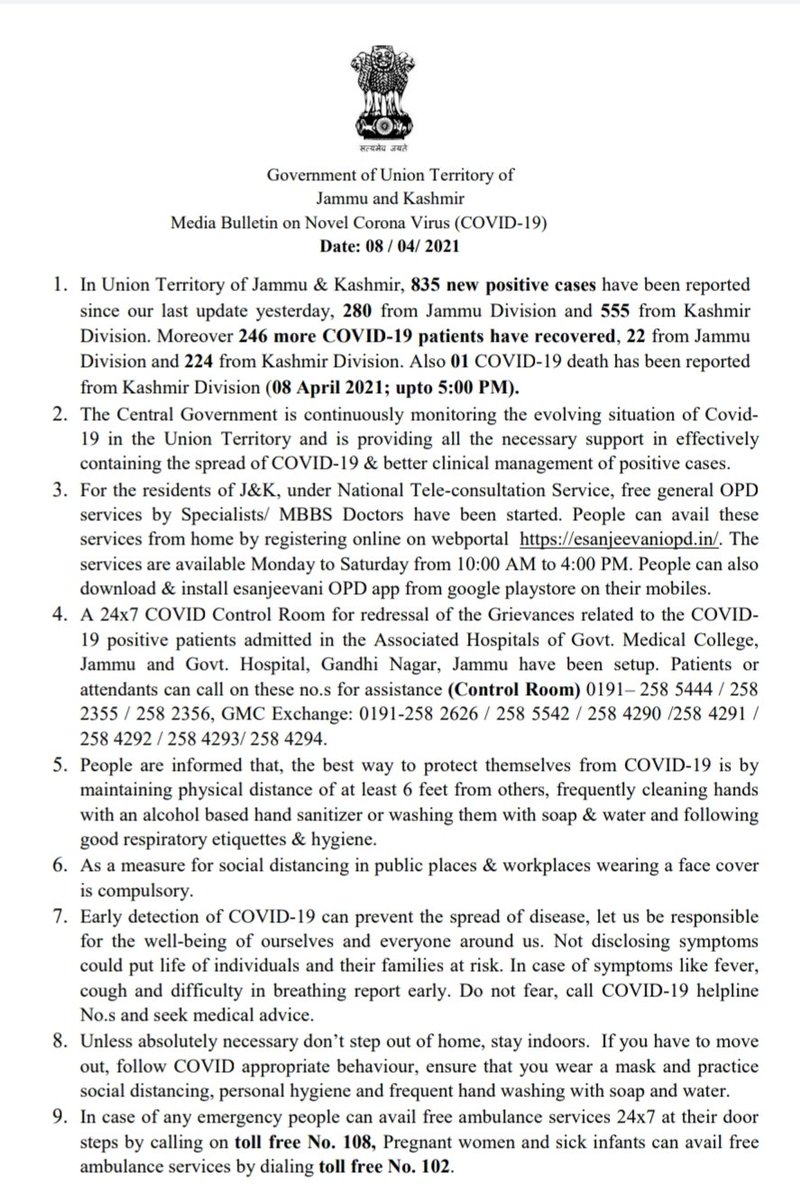 सत्यमेव जयते
Government of Union Territory of
Jammu and Kashmir
Media Bulletin on Novel Corona Virus (COVID-19)
Date: 08 / 04/ 2021
1. In Union Territory of Jammu & Kashmir, 835 new positive cases have been reported
since our last update yesterday, 280 from Jammu Division and 555 from Kashmir
Division. Moreover 246 more COVID-19 patients have recovered, 22 from Jammu
Division and 224 from Kashmir Division. Also 01 COVID-19 death has been reported
from Kashmir Division (08 April 2021; upto 5:00 PM).
2. The Central Government is continuously monitoring the evolving situation of Covid-
19 in the Union Territory and is providing all the necessary support in effectively
containing the spread of COVID-19 & better clinical management of positive cases.
3. For the residents of J&K, under National Tele-consultation Service, free general OPD
services by Specialists/ MBBS Doctors have been started. People can avail these
services from home by registering online on webportal https://esanjeevaniopd.in/. The
services are available Monday to Saturday from 10:00 AM to 4:00 PM. People can also
download & install esanjeevani OPD app from google playstore on their mobiles.
4. A 24x7 COVID Control Room for redressal of the Grievances related to the COVID-
19 positive patients admitted in the Associated Hospitals of Govt. Medical College,
Jammu and Govt. Hospital, Gandhi Nagar, Jammu have been setup. Patients or
attendants can call on these no.s for assistance (Control Room) 0191– 258 5444 / 258
2355 / 258 2356, GMC Exchange: 0191-258 2626 / 258 5542 / 258 4290 /258 4291 /
258 4292 / 258 4293/ 258 4294.
5. People are informed that, the best way to protect themselves from COVID-19 is by
maintaining physical distance of at least 6 feet from others, frequently cleaning hands
with an alcohol based hand sanitizer or washing them with soap & water and following
good respiratory etiquettes & hygiene.
6. As a measure for social distancing in public places & workplaces wearing a face cover
is compulsory.
7. Early detection of COVID-19 can prevent the spread of disease, let us be responsible
for the well-being of ourselves and everyone around us. Not disclosing symptoms
could put life of individuals and their families at risk. In case of symptoms like fever,
cough and difficulty in breathing report early. Do not fear, call COVID-19 helpline
No.s and seek medical advice.
8. Unless absolutely necessary don’t step out of home, stay indoors. If you have to move
out, follow COVID appropriate behaviour, ensure that you wear a mask and practice
social distancing, personal hygiene and frequent hand washing with soap and water.
9. In case of any emergency people can avail free ambulance services 24x7 at their door
steps by calling on toll free No. 108, Pregnant women and sick infants can avail free
ambulance services by dialing toll free No. 102.